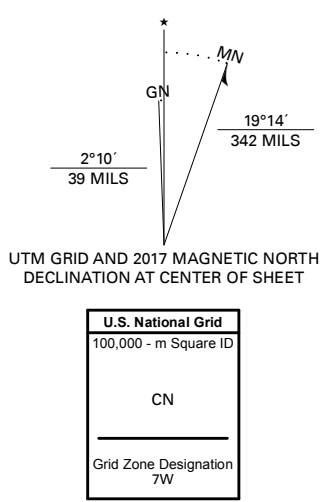 ★
MN
GN
19°14´
342 MILS
2°10´
39 MILS
UTM GRID AND 2017 MAGNETIC NORTH
DECLINATION AT CENTER OF SHEET
U.S. National Grid
100,000 - m Square ID
CN
Grid Zone Designation
7W